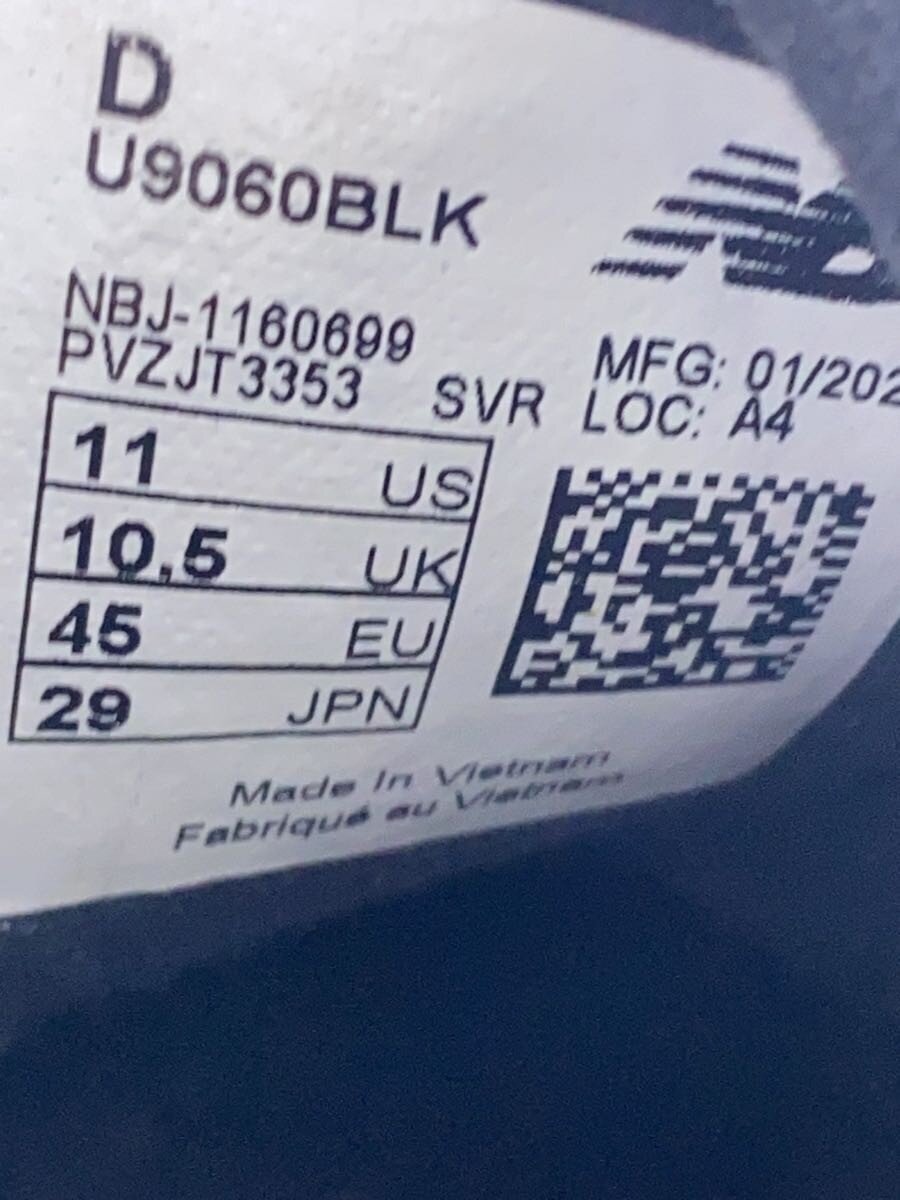 D
U9060BLK
NBJ-1160699
PVZJT3353 SVR
MFG: 01/202
LOC: A4
11 US
10.5 UK
45 EU
29 JPN
Made In Vietnam
Fabriqué au Vietnam